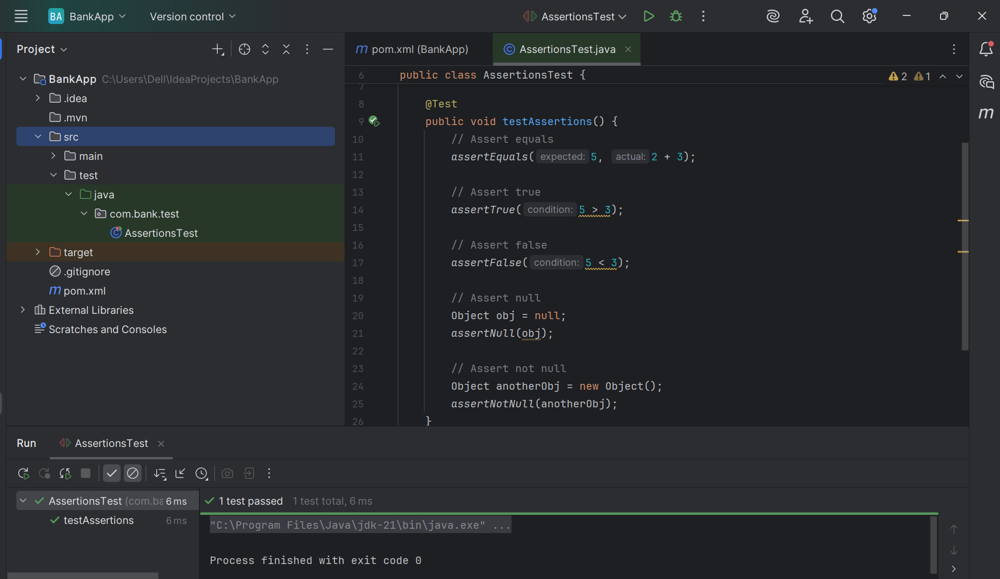 BA BankApp Version control AssertionsTest
Project
BankApp C:\Users\Dell\IdeaProjects\BankApp
.idea
.mvn
src
main
test
java
com.bank.test
AssertionsTest
target
.gitignore
m pom.xml
External Libraries
Scratches and Consoles
m pom.xml (BankApp) C AssertionsTest.java
6 public class AssertionsTest {
2 1
7
8 @Test
9 public void testAssertions() {
10 // Assert equals
11 assertEquals( expected: 5, actual: 2 + 3);
12
13 // Assert true
14 assertTrue( condition: 5 > 3);
15
16 // Assert false
17 assertFalse( condition: 5 < 3);
18
19 // Assert null
20 Object obj = null;
21 assertNull(obj);
22
23 // Assert not null
24 Object anotherObj = new Object();
25 assertNotNull(anotherObj);
26 }
m
Run AssertionsTest
AssertionsTest (com.ba 6 ms
testAssertions 6 ms
1 test passed 1 test total, 6 ms
"C:\Program Files\Java\jdk-21\bin\java.exe" ...
Process finished with exit code 0